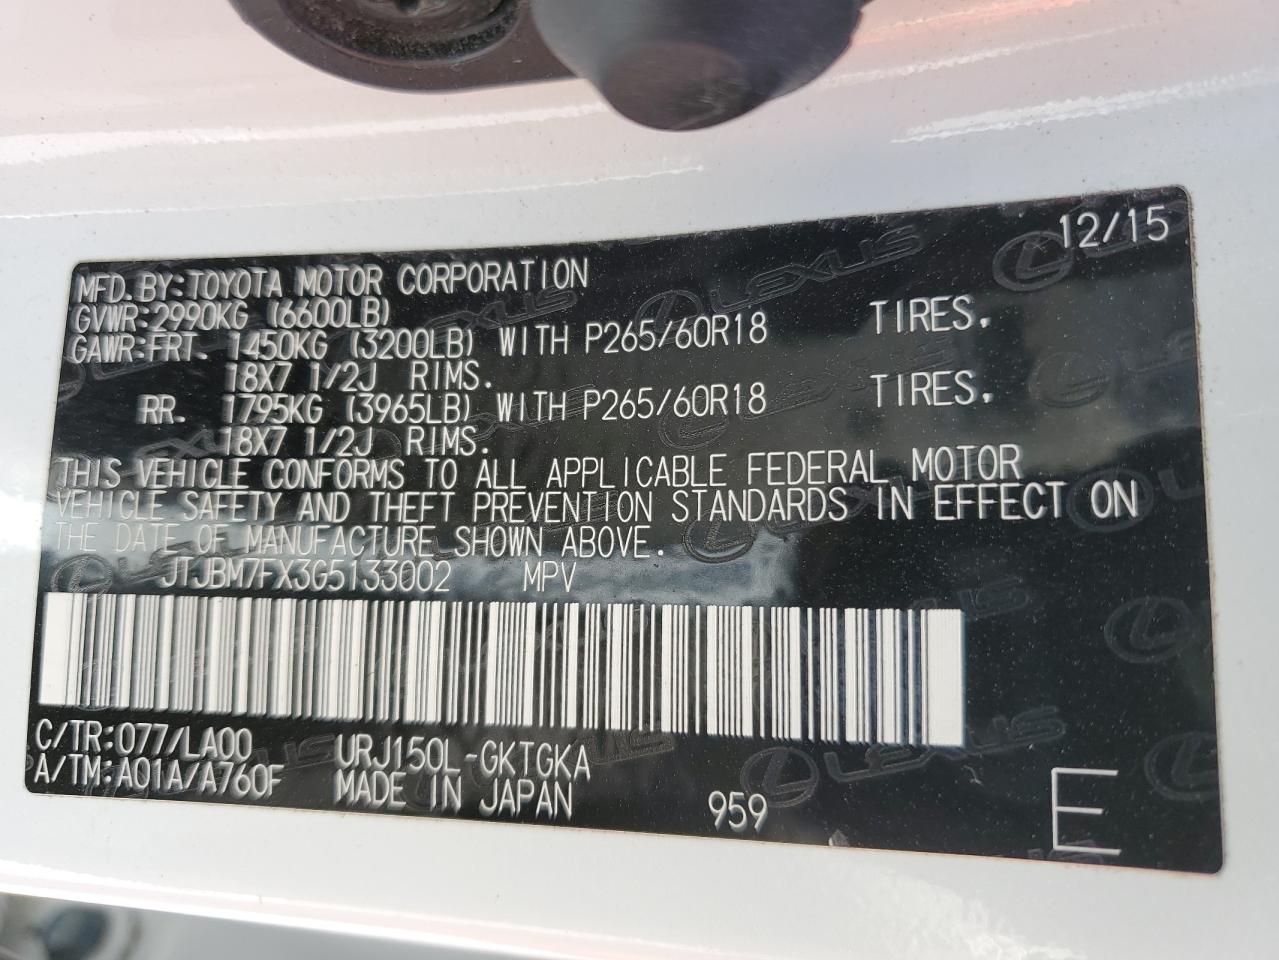 12/15
MFD.BY:TOYOTA MOTOR CORPORATION
GVWR:2990KG (6600LB)
GAWR:FRT. 1450KG (3200LB) WITH P265/60R18 TIRES.
18X7 1/2J RIMS.
RR. 1795KG (3965LB) WITH P265/60R18 TIRES.
18X7 1/2J RIMS.
THIS VEHICLE CONFORMS TO ALL APPLICABLE FEDERAL MOTOR
VEHICLE SAFETY AND THEFT PREVENTION STANDARDS IN EFFECT ON
THE DATE OF MANUFACTURE SHOWN ABOVE.
JTJBM7FX3G5133002 MPV
C/TR:077/LA00 URJ150L-GKTGKA
A/TM:A01A/A760F MADE IN JAPAN 959 E
LEXUS